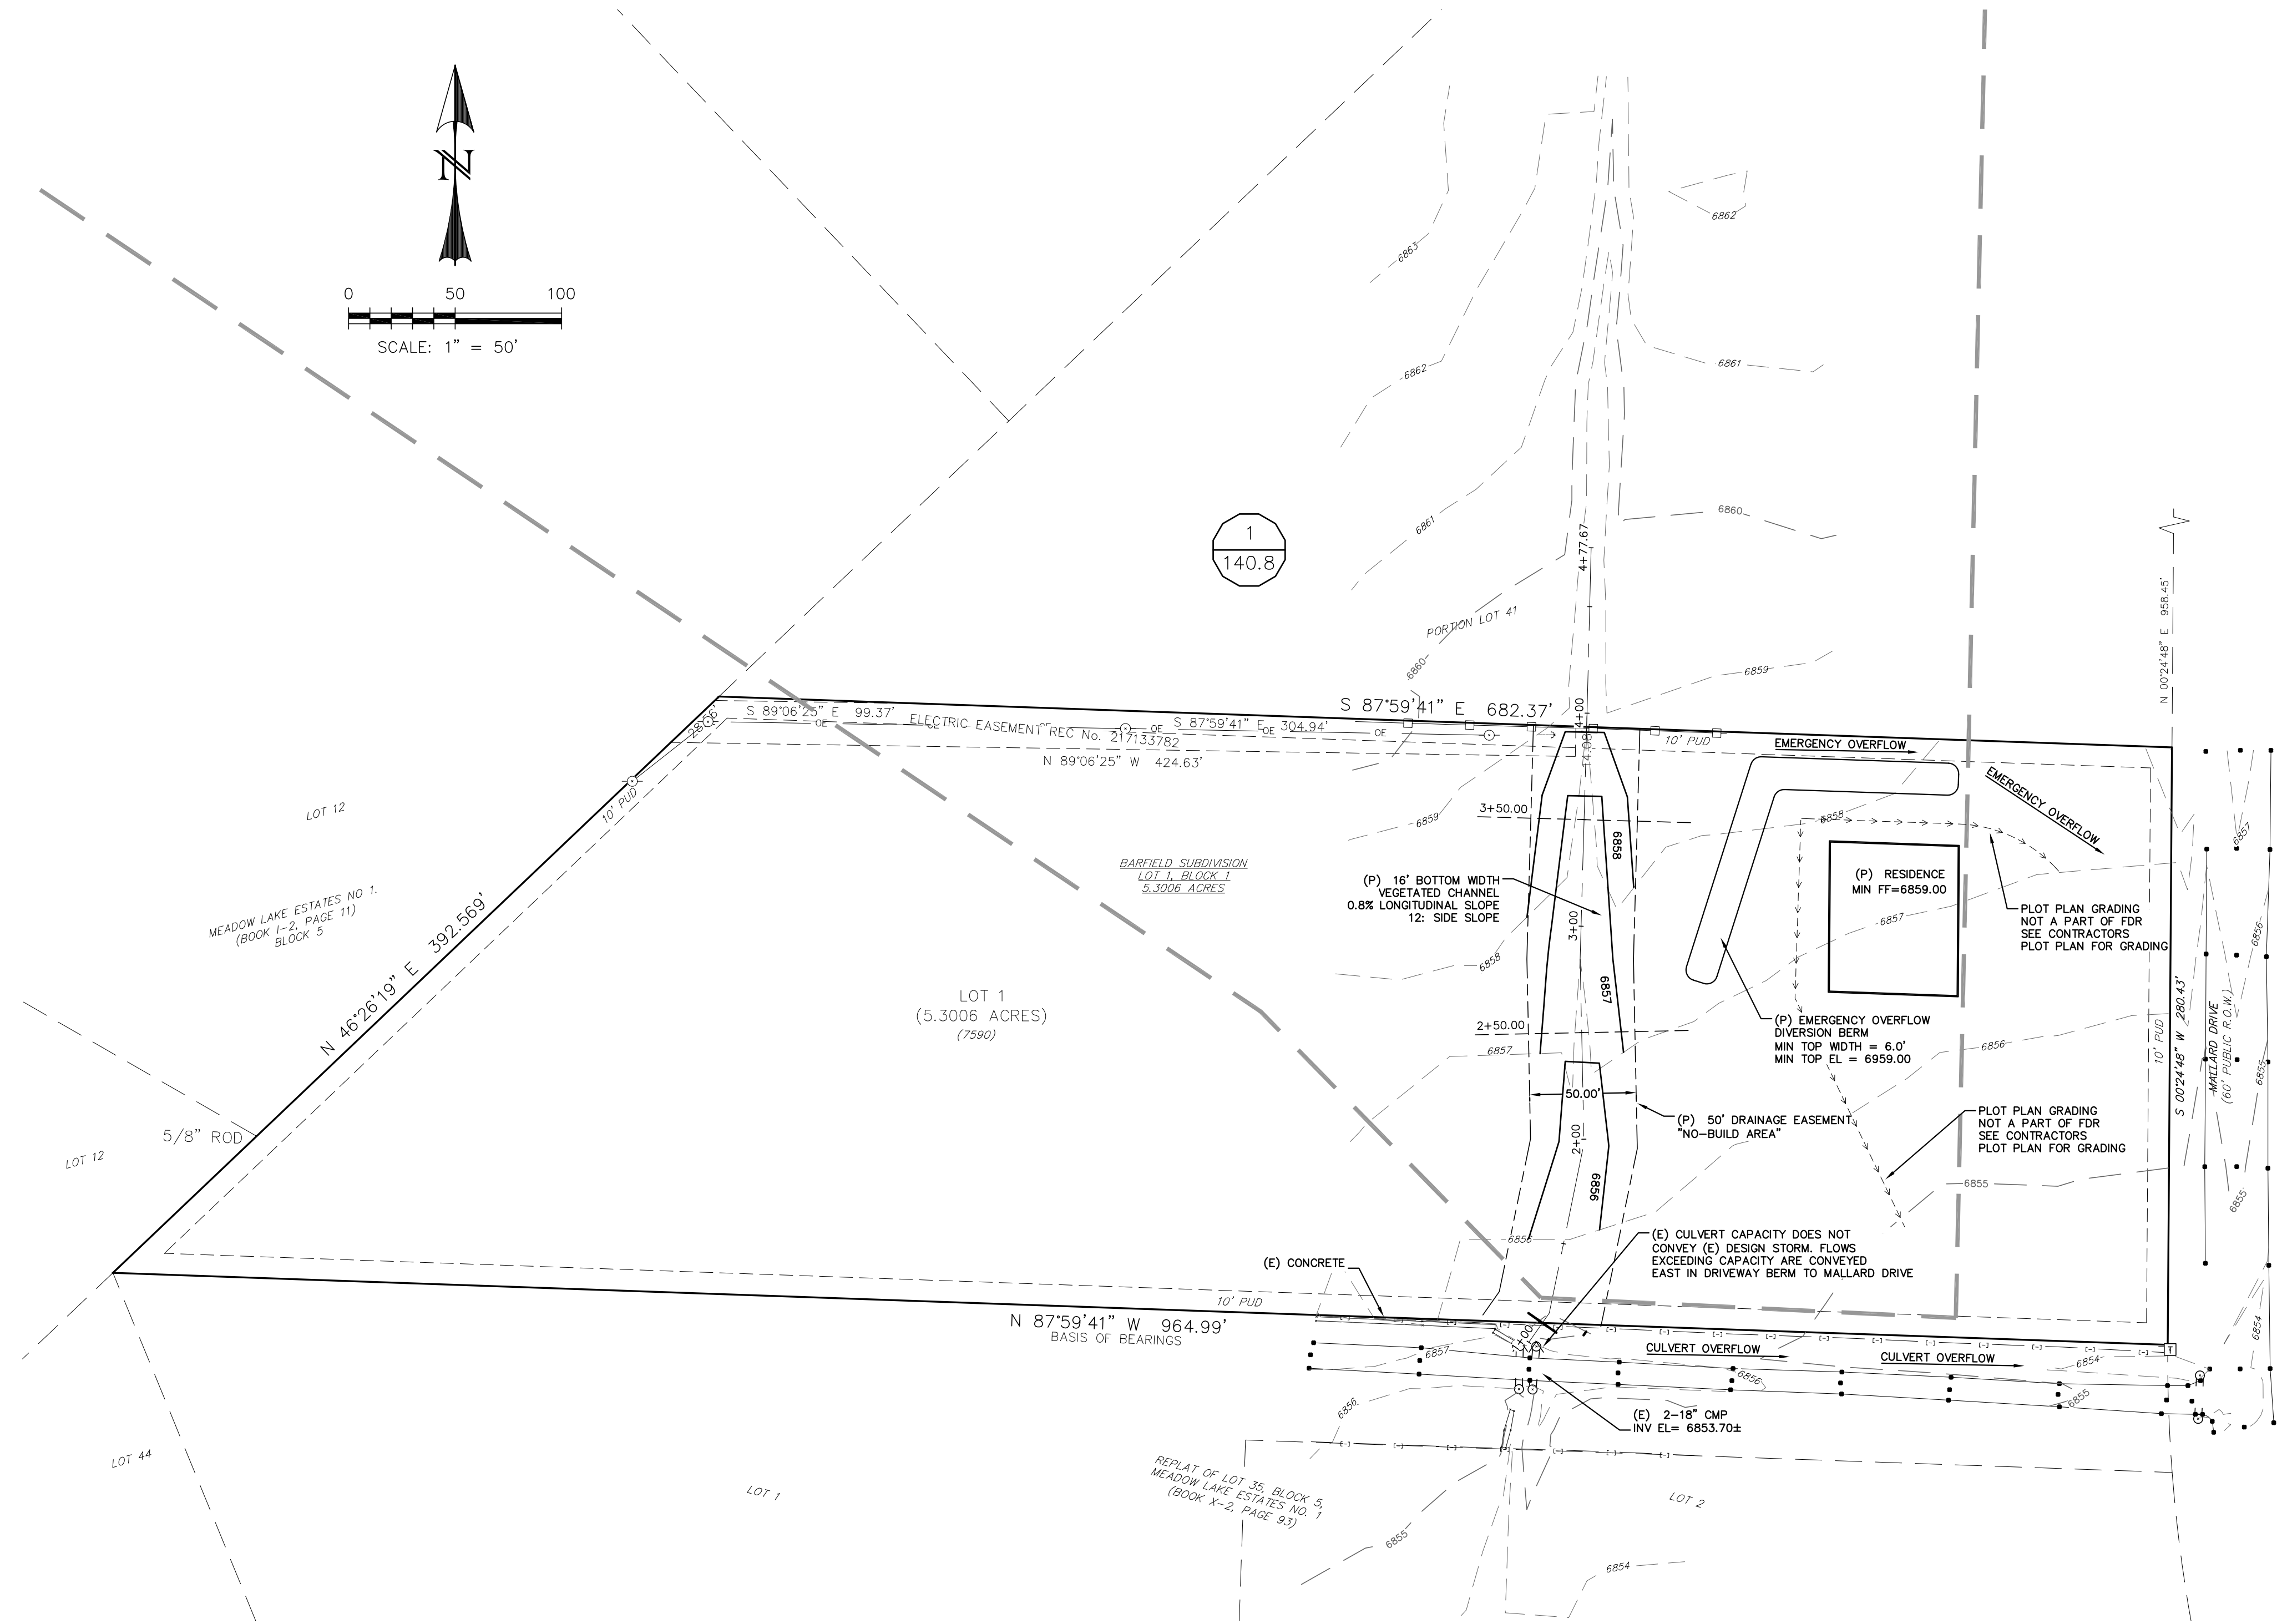 N
0 50 100
SCALE: 1" = 50'
6863
6862
6862
6861
6861
6860
1
140.8
4+77.67
PORTION LOT 41
6860
6859
N 00°24'48" E 958.45'
S 87°59'41" E 682.37'
4+00
14.08
28.56'
S 89°06'25" E 99.37'
ELECTRIC EASEMENT REC No. 217133782
OE
OE
OE
OE
S 87°59'41" E 304.94'
N 89°06'25" W 424.63'
10' PUD
EMERGENCY OVERFLOW
EMERGENCY OVERFLOW
10' PUD
LOT 12
3+50.00
6859
6858
6858
6857
BARFIELD SUBDIVISION
LOT 1, BLOCK 1
5.3006 ACRES
(P) 16' BOTTOM WIDTH
VEGETATED CHANNEL
0.8% LONGITUDINAL SLOPE
12: SIDE SLOPE
(P) RESIDENCE
MIN FF=6859.00
PLOT PLAN GRADING
NOT A PART OF FDR
SEE CONTRACTORS
PLOT PLAN FOR GRADING
MEADOW LAKE ESTATES NO 1.
(BOOK I-2, PAGE 11)
BLOCK 5
N 46°26'19" E 392.569'
3+00
6857
6856
6858
6857
LOT 1
(5.3006 ACRES)
(7590)
2+50.00
6857
(P) EMERGENCY OVERFLOW
DIVERSION BERM
MIN TOP WIDTH = 6.0'
MIN TOP EL = 6959.00
6856
10' PUD
S 00°24'48" W 280.43'
MALLARD DRIVE
(60' PUBLIC R.O.W.)
6855
50.00'
(P) 50' DRAINAGE EASEMENT
"NO-BUILD AREA"
PLOT PLAN GRADING
NOT A PART OF FDR
SEE CONTRACTORS
PLOT PLAN FOR GRADING
5/8" ROD
LOT 12
2+00
6856
6855
6855
6855
(E) CULVERT CAPACITY DOES NOT
CONVEY (E) DESIGN STORM. FLOWS
EXCEEDING CAPACITY ARE CONVEYED
EAST IN DRIVEWAY BERM TO MALLARD DRIVE
(E) CONCRETE
10' PUD
N 87°59'41" W 964.99'
BASIS OF BEARINGS
6854
CULVERT OVERFLOW
CULVERT OVERFLOW
T
6857
6854
6856
6855
6856
(E) 2-18" CMP
INV EL= 6853.70±
LOT 44
LOT 1
REPLAT OF LOT 35, BLOCK 5,
MEADOW LAKE ESTATES NO. 1
(BOOK X-2, PAGE 93)
LOT 2
6855
6854